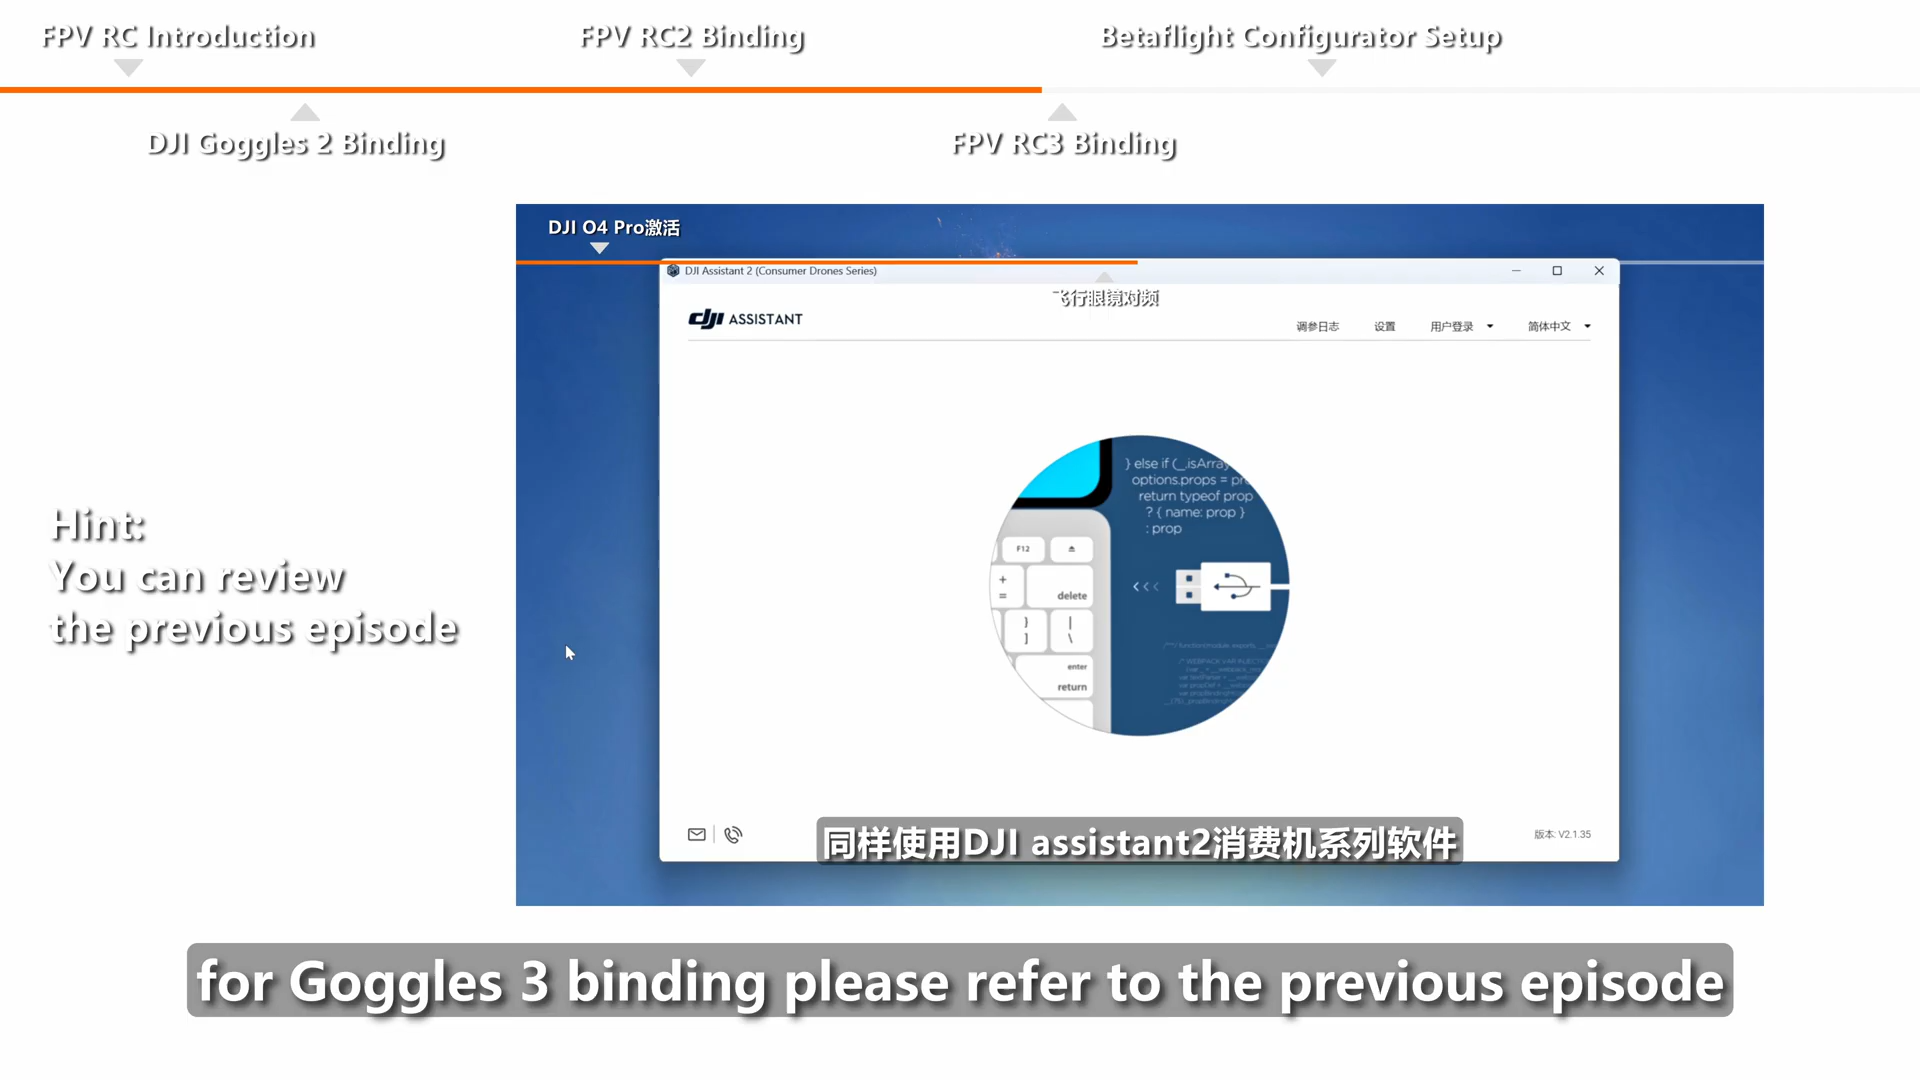 FPV RC Introduction
FPV RC2 Binding
Betaflight Configurator Setup
DJI Goggles 2 Binding
FPV RC3 Binding
DJI O4 Pro激活
DJI Assistant 2 (Consumer Drones Series)
飞行眼镜对频
dji ASSISTANT
调参日志
设置
用户登录
简体中文
} else if (_.isArray
options.props = pr
return typeof prop
? { name: prop }
: prop
F12
+
=
delete
}
]
|
\
enter
return
Hint:
You can review
the previous episode
同样使用DJI assistant2消费机系列软件
版本: V2.1.35
for Goggles 3 binding please refer to the previous episode